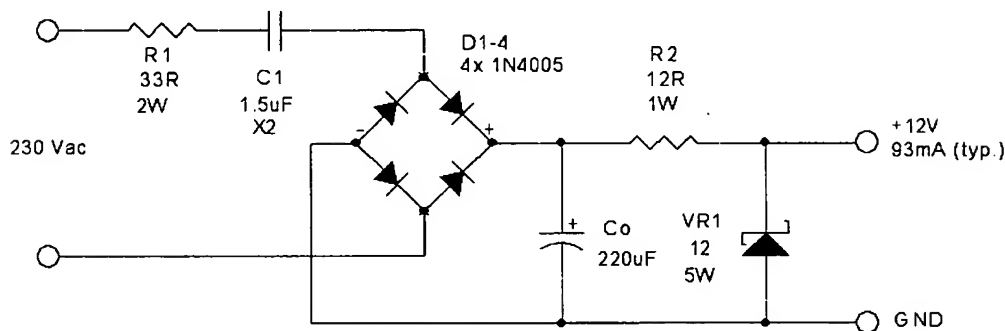 R1
33R
2W
C1
1.5uF
X2
D1-4
4x 1N4005
R2
12R
1W
+12V
93mA (typ.)
230 Vac
-
+
+
Co
220uF
VR1
12
5W
GND